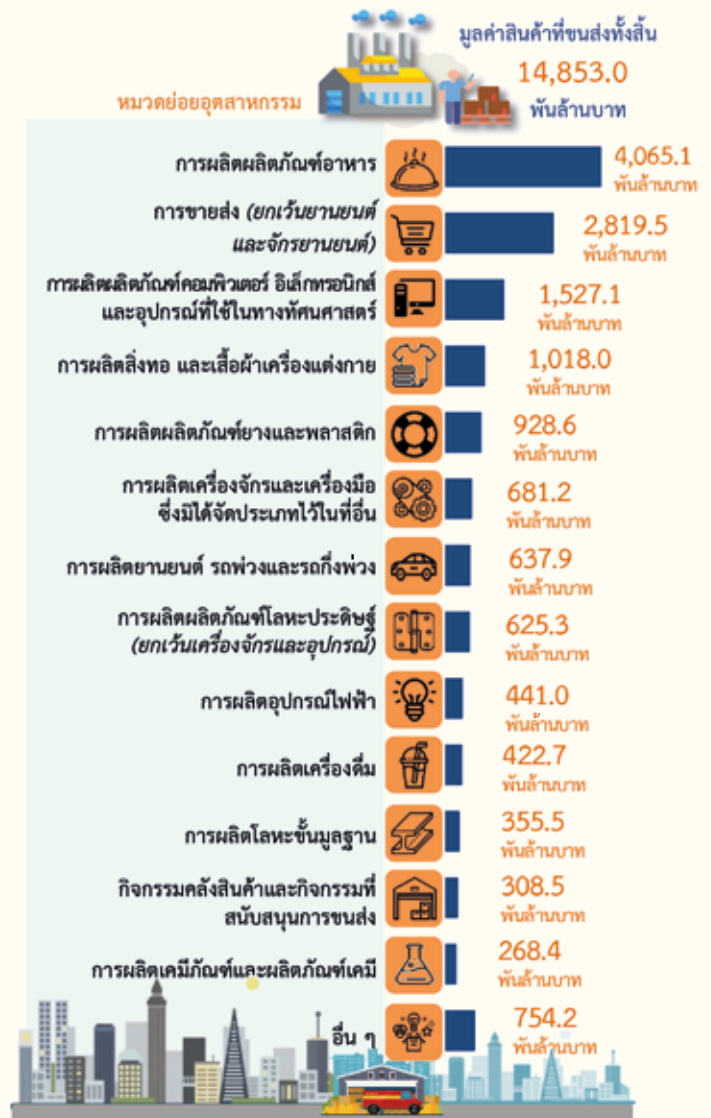 มูลค่าสินค้าที่ขนส่งทั้งสิ้น
14,853.0
พันล้านบาท
หมวดย่อยอุตสาหกรรม
การผลิตผลิตภัณฑ์อาหาร
4,065.1
พันล้านบาท
การขายส่ง (ยกเว้นยานยนต์
และจักรยานยนต์)
2,819.5
พันล้านบาท
การผลิตผลิตภัณฑ์คอมพิวเตอร์ อิเล็กทรอนิกส์
และอุปกรณ์ที่ใช้ในทางทัศนศาสตร์
1,527.1
พันล้านบาท
การผลิตสิ่งทอ และเสื้อผ้าเครื่องแต่งกาย
1,018.0
พันล้านบาท
การผลิตผลิตภัณฑ์ยางและพลาสติก
928.6
พันล้านบาท
การผลิตเครื่องจักรและเครื่องมือ
ซึ่งมิได้จัดประเภทไว้ในที่อื่น
681.2
พันล้านบาท
การผลิตยานยนต์ รถพ่วงและรถกึ่งพ่วง
637.9
พันล้านบาท
การผลิตผลิตภัณฑ์โลหะประดิษฐ์
(ยกเว้นเครื่องจักรและอุปกรณ์)
625.3
พันล้านบาท
การผลิตอุปกรณ์ไฟฟ้า
441.0
พันล้านบาท
การผลิตเครื่องดื่ม
422.7
พันล้านบาท
การผลิตโลหะขั้นมูลฐาน
355.5
พันล้านบาท
กิจกรรมคลังสินค้าและกิจกรรมที่
สนับสนุนการขนส่ง
308.5
พันล้านบาท
การผลิตเคมีภัณฑ์และผลิตภัณฑ์เคมี
268.4
พันล้านบาท
อื่น ๆ
754.2
พันล้านบาท